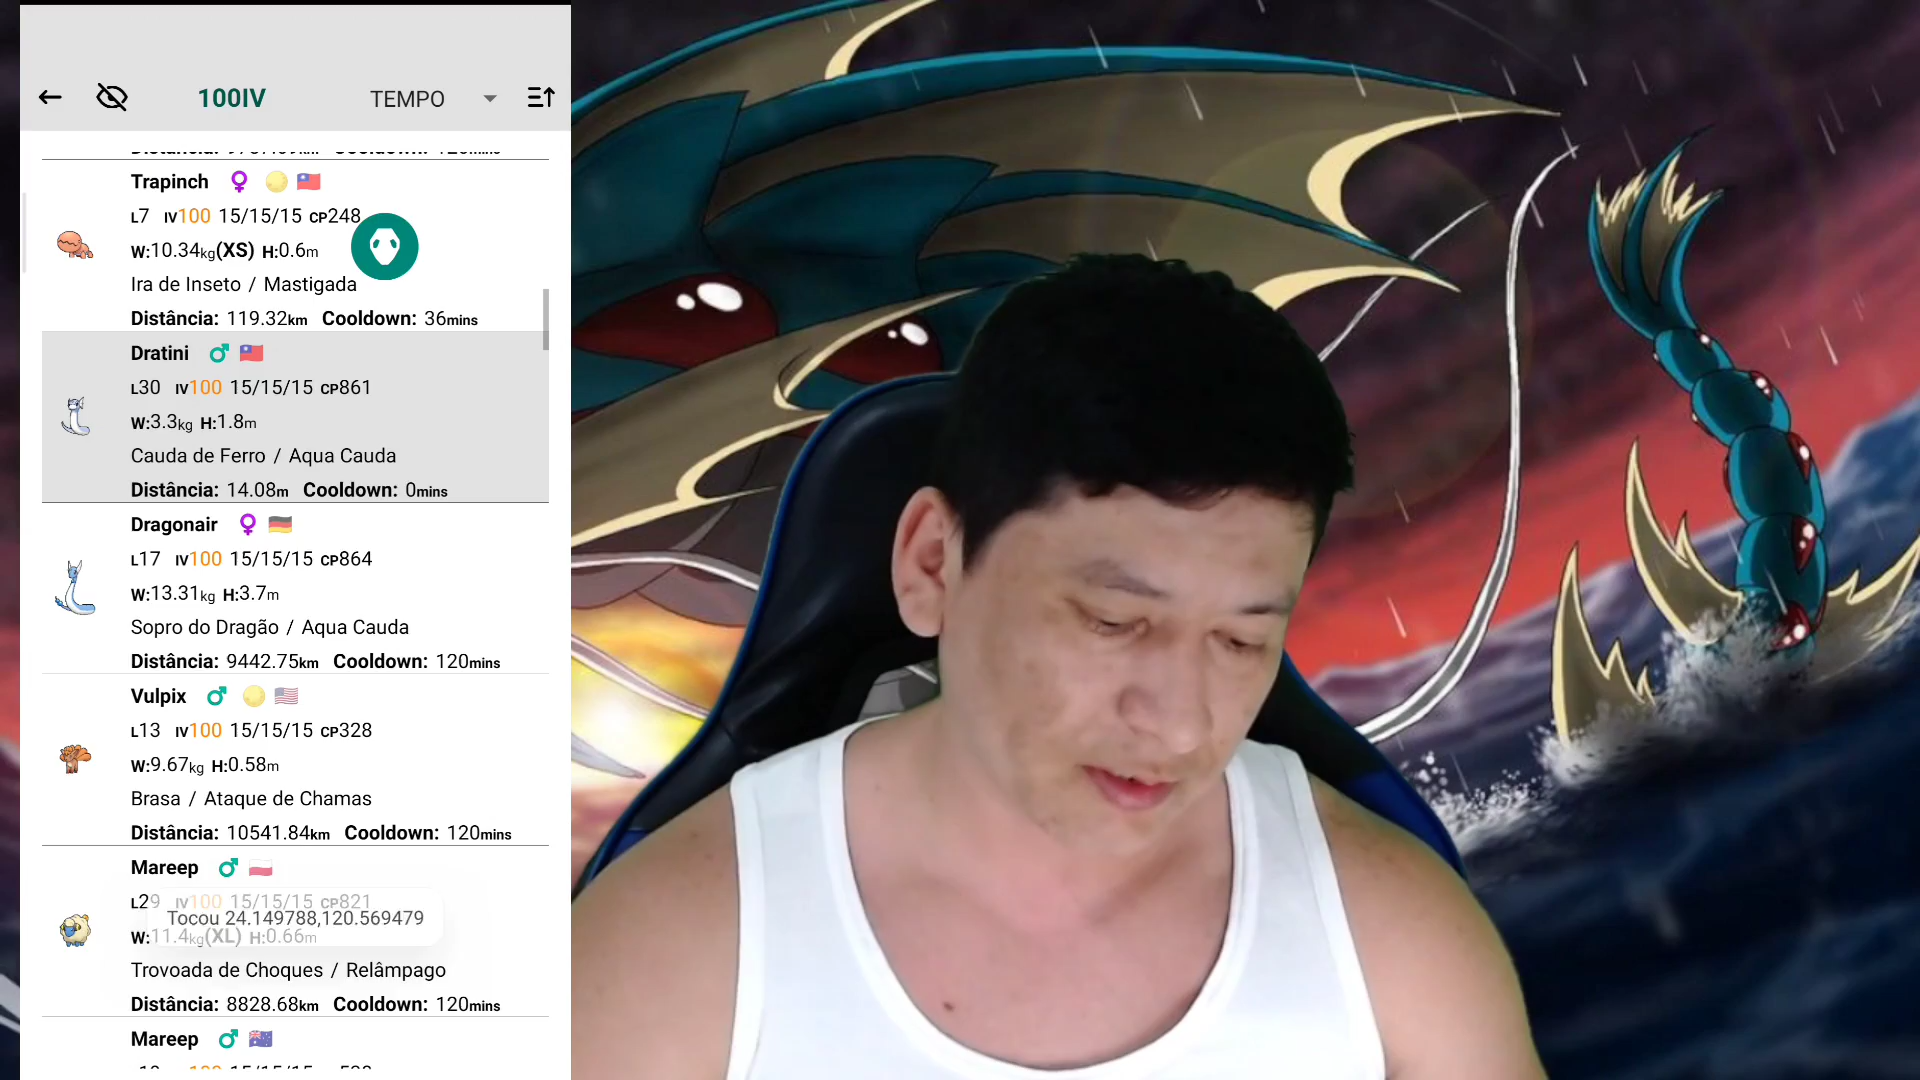 100IV TEMPO
Trapinch
L7 IV100 15/15/15 CP248
W:10.34kg(XS) H:0.6m
Ira de Inseto / Mastigada
Distância: 119.32km Cooldown: 36mins
Dratini
L30 IV100 15/15/15 CP861
W:3.3kg H:1.8m
Cauda de Ferro / Aqua Cauda
Distância: 14.08m Cooldown: 0mins
Dragonair
L17 IV100 15/15/15 CP864
W:13.31kg H:3.7m
Sopro do Dragão / Aqua Cauda
Distância: 9442.75km Cooldown: 120mins
Vulpix
L13 IV100 15/15/15 CP328
W:9.67kg H:0.58m
Brasa / Ataque de Chamas
Distância: 10541.84km Cooldown: 120mins
Mareep
L29 IV100 15/15/15 CP821
Tocou 24.149788,120.569479
W:11.4kg(XL) H:0.66m
Trovoada de Choques / Relâmpago
Distância: 8828.68km Cooldown: 120mins
Mareep